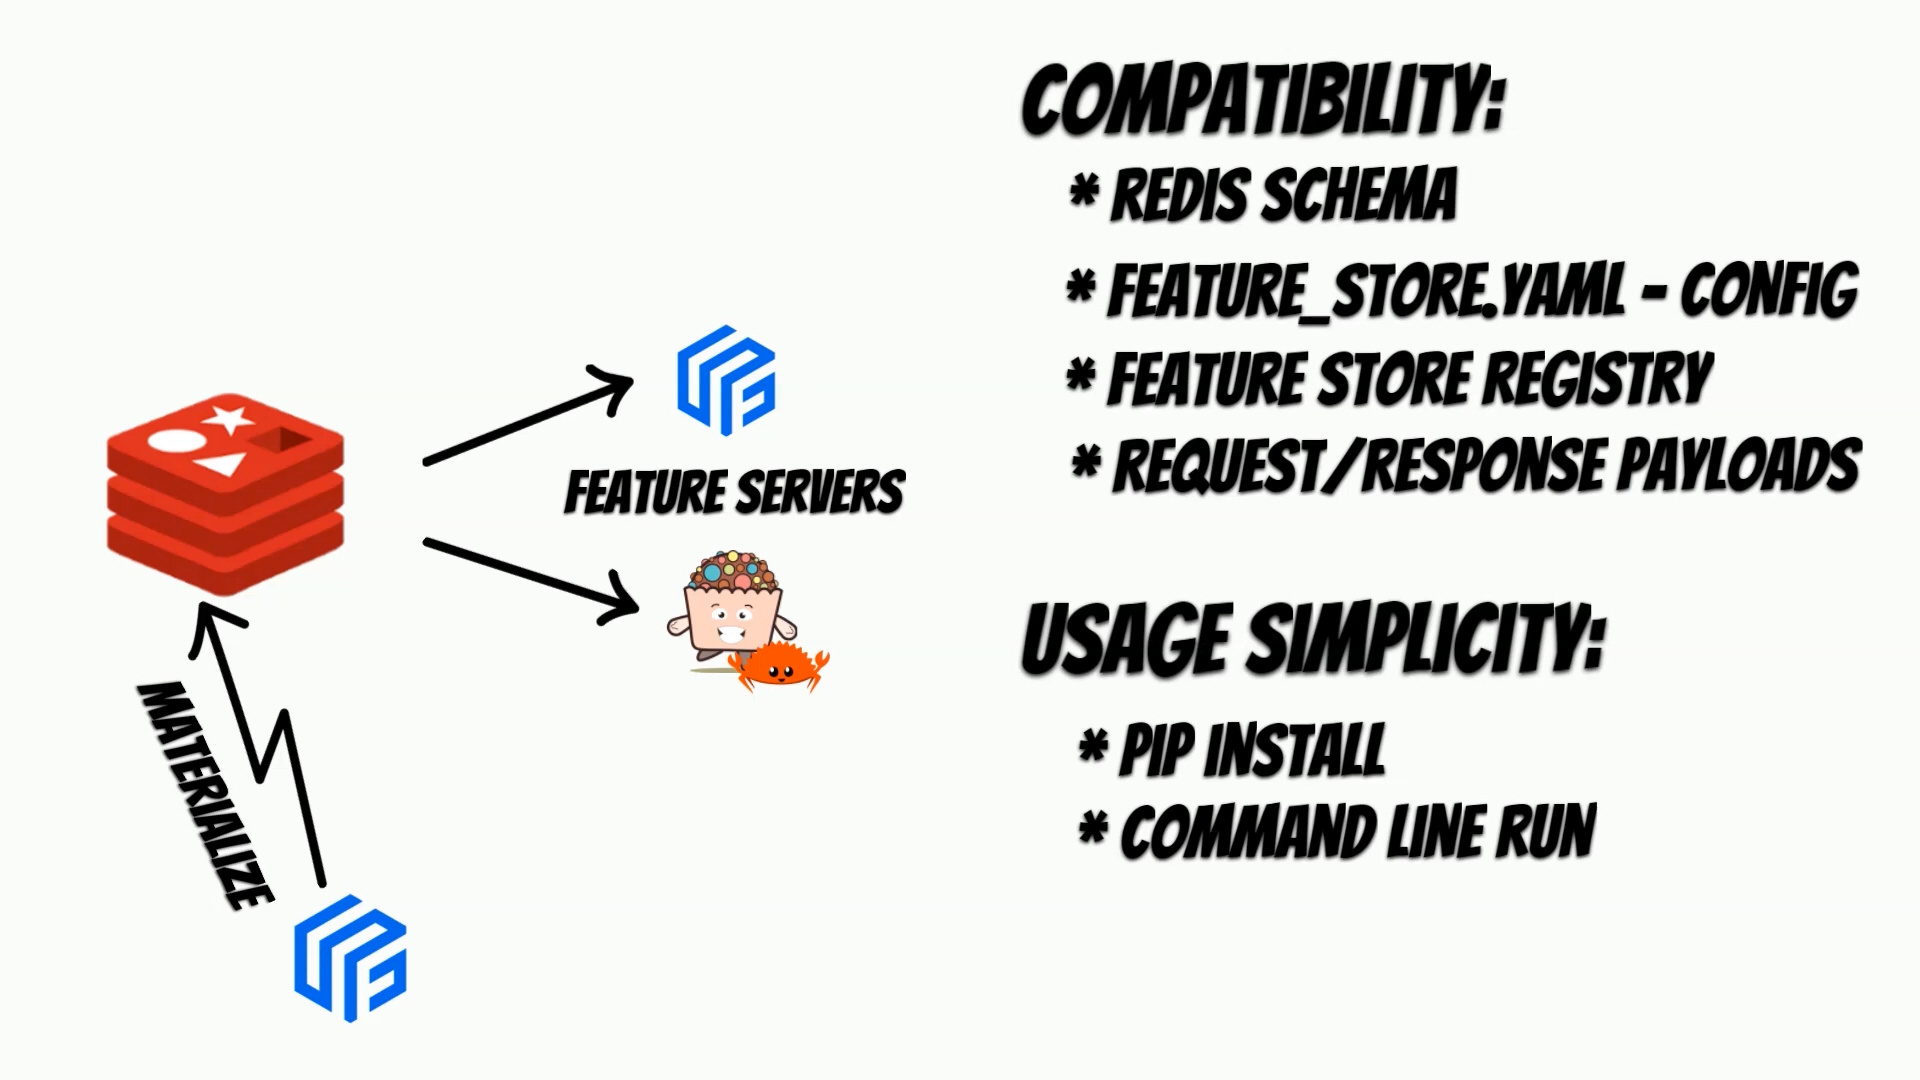 COMPATIBILITY:
* REDIS SCHEMA
* FEATURE_STORE.YAML - CONFIG
* FEATURE STORE REGISTRY
* REQUEST/RESPONSE PAYLOADS
FEATURE SERVERS
MATERIALIZE
USAGE SIMPLICITY:
* PIP INSTALL
* COMMAND LINE RUN